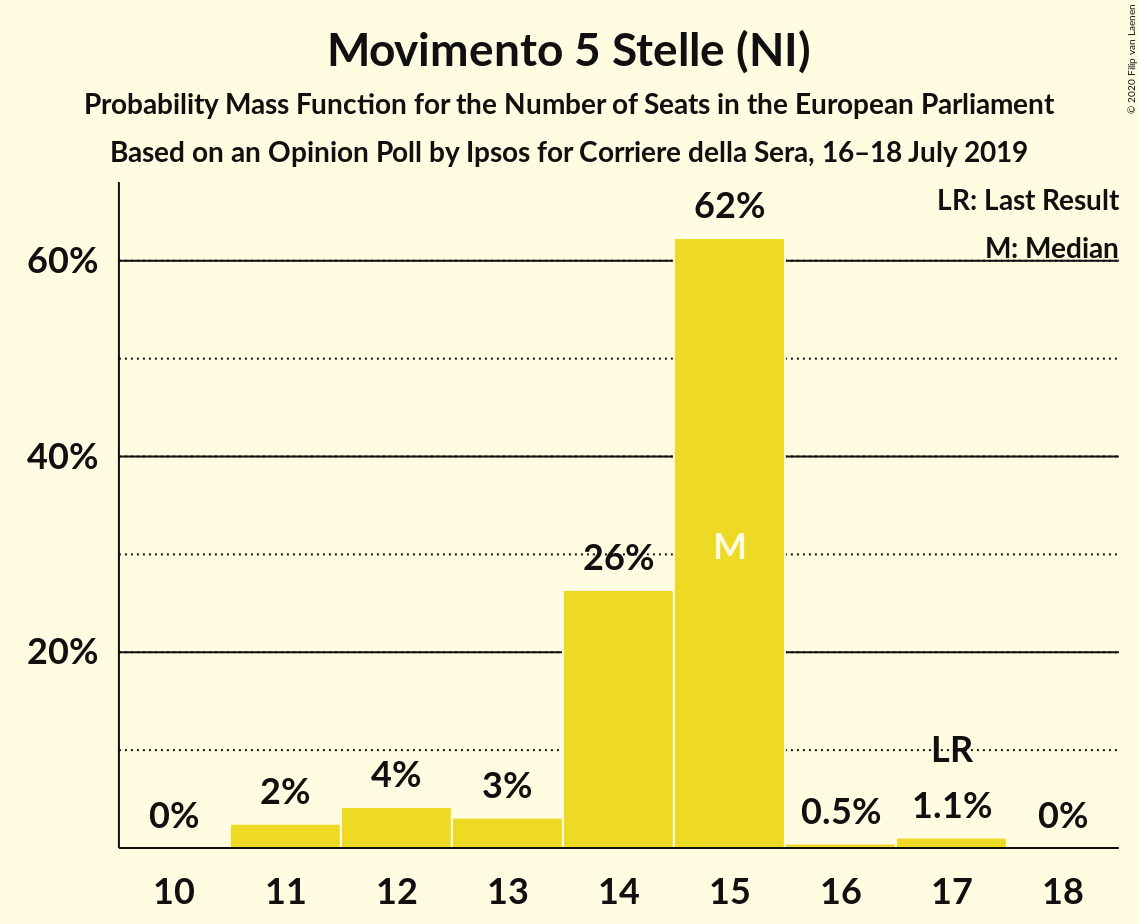 Movimento 5 Stelle (NI)
Probability Mass Function for the Number of Seats in the European Parliament
Based on an Opinion Poll by Ipsos for Corriere della Sera, 16–18 July 2019
© 2020 Filip van Laenen
LR: Last Result
M: Median
60%
40%
20%
0%
2%
4%
3%
26%
62%
M
0.5%
LR
1.1%
0%
10 11 12 13 14 15 16 17 18